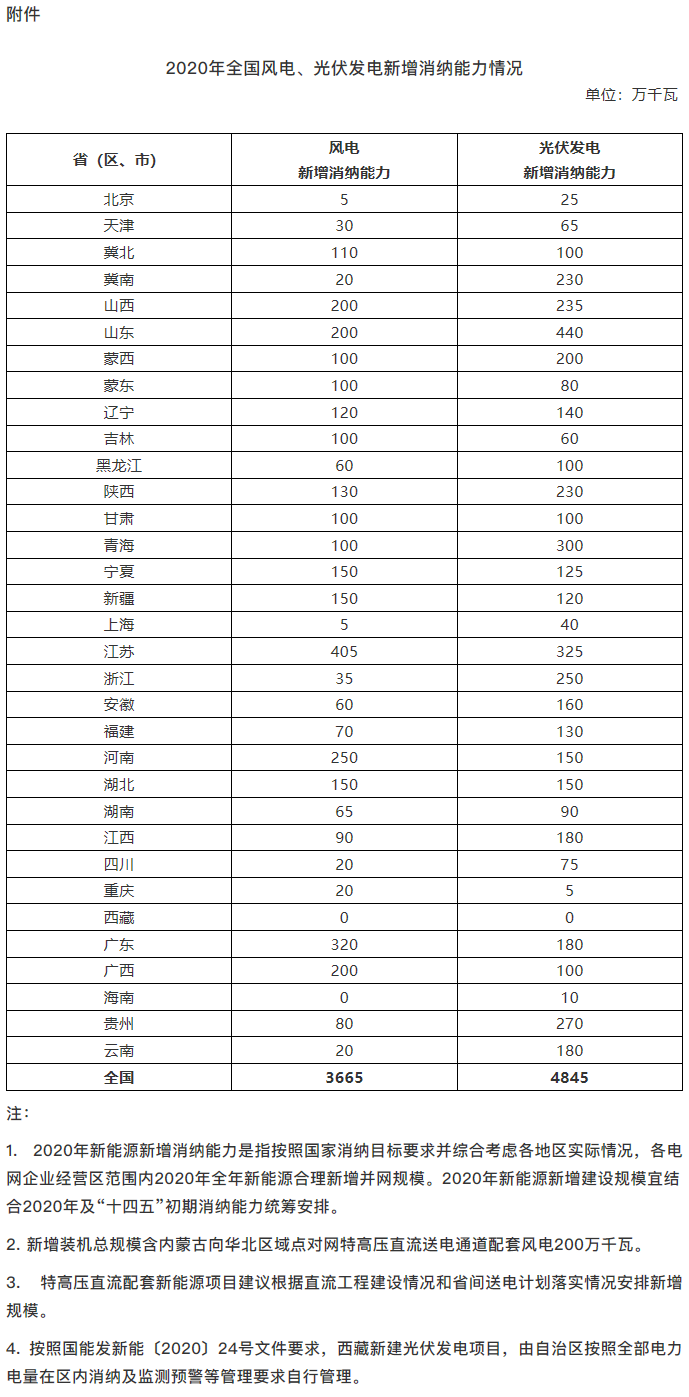 附件
2020年全国风电、光伏发电新增消纳能力情况
单位：万千瓦
省（区、市） 风电 新增消纳能力 光伏发电 新增消纳能力
北京 5 25
天津 30 65
冀北 110 100
冀南 20 230
山西 200 235
山东 200 440
蒙西 100 200
蒙东 100 80
辽宁 120 140
吉林 100 60
黑龙江 60 100
陕西 130 230
甘肃 100 100
青海 100 300
宁夏 150 125
新疆 150 120
上海 5 40
江苏 405 325
浙江 35 250
安徽 60 160
福建 70 130
河南 250 150
湖北 150 150
湖南 65 90
江西 90 180
四川 20 75
重庆 20 5
西藏 0 0
广东 320 180
广西 200 100
海南 0 10
贵州 80 270
云南 20 180
全国 3665 4845
注：
1. 2020年新能源新增消纳能力是指按照国家消纳目标要求并综合考虑各地区实际情况，各电
网企业经营区范围内2020年全年新能源合理新增并网规模。2020年新能源新增建设规模宜结
合2020年及“十四五”初期消纳能力统筹安排。
2. 新增装机总规模含内蒙古向华北区域点对网特高压直流送电通道配套风电200万千瓦。
3. 特高压直流配套新能源项目建议根据直流工程建设情况和省间送电计划落实情况安排新增
规模。
4. 按照国能发新能〔2020〕24号文件要求，西藏新建光伏发电项目，由自治区按照全部电力
电量在区内消纳及监测预警等管理要求自行管理。